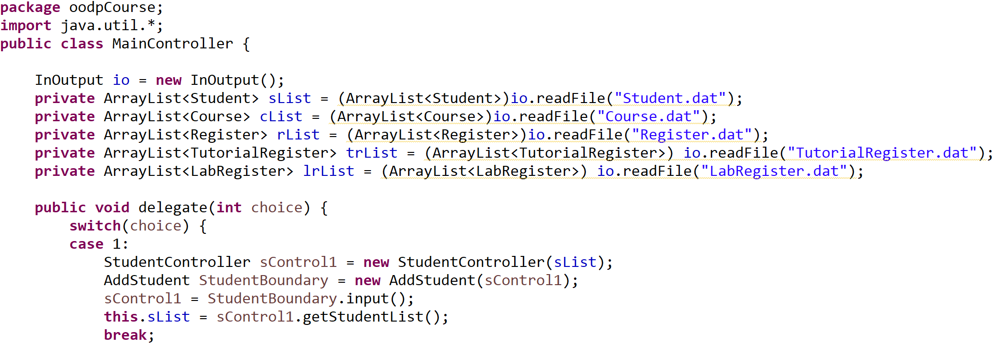 package oodpCourse;
import java.util.*;
public class MainController {
InOutput io = new InOutput();
private ArrayList<Student> sList = (ArrayList<Student>)io.readFile("Student.dat");
private ArrayList<Course> cList = (ArrayList<Course>)io.readFile("Course.dat");
private ArrayList<Register> rList = (ArrayList<Register>)io.readFile("Register.dat");
private ArrayList<TutorialRegister> trList = (ArrayList<TutorialRegister>) io.readFile("TutorialRegister.dat");
private ArrayList<LabRegister> lrList = (ArrayList<LabRegister>) io.readFile("LabRegister.dat");
public void delegate(int choice) {
switch(choice) {
case 1:
StudentController sControl1 = new StudentController(sList);
AddStudent StudentBoundary = new AddStudent(sControl1);
sControl1 = StudentBoundary.input();
this.sList = sControl1.getStudentList();
break;